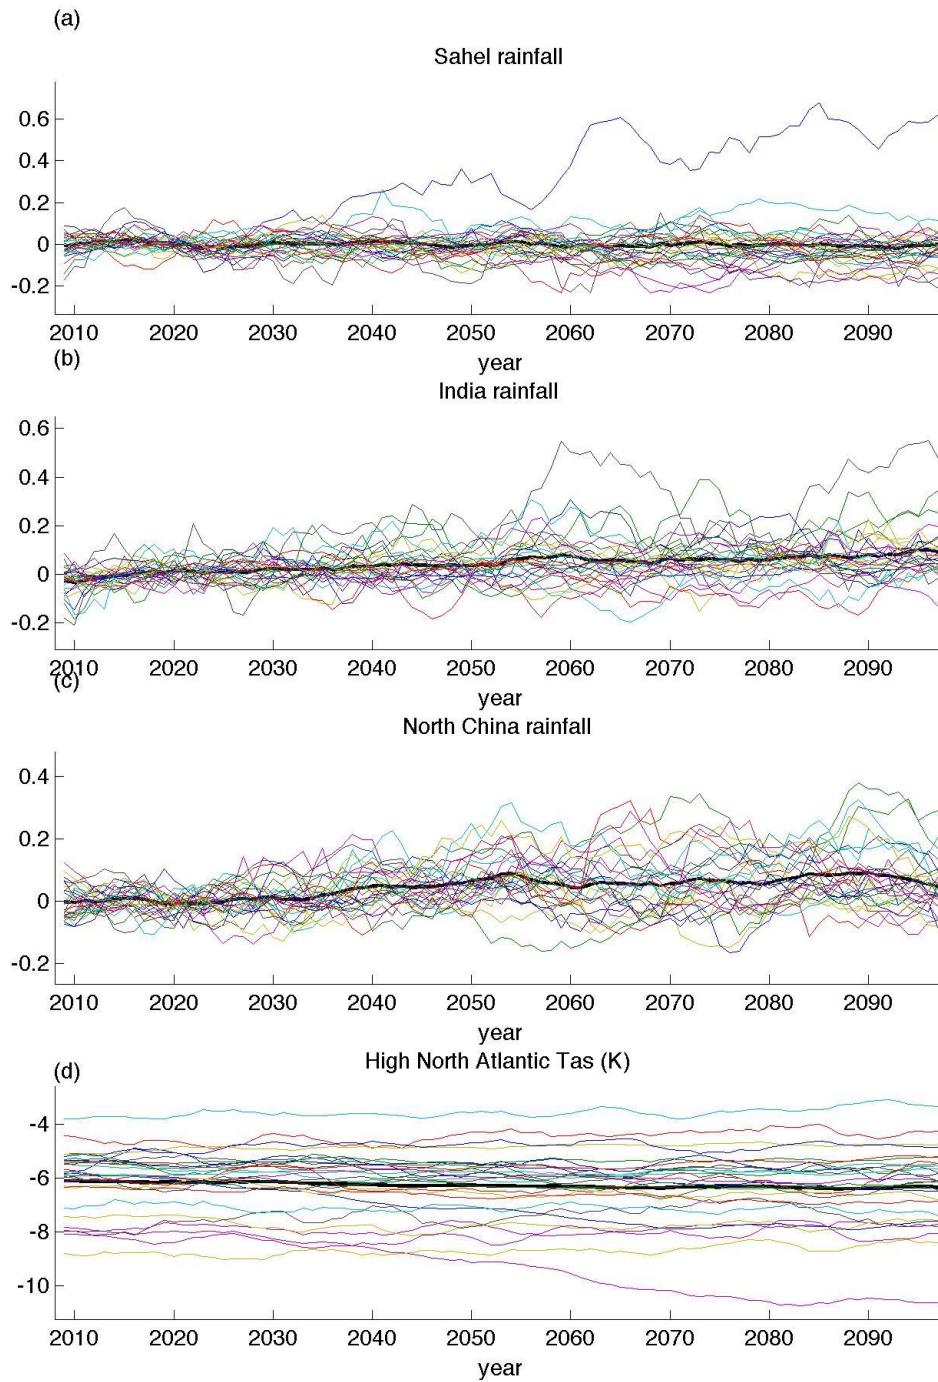 (a)
Sahel rainfall
0.6
0.4
0.2
0
-0.2
2010 2020 2030 2040 2050 2060 2070 2080 2090
year
(b)
India rainfall
0.6
0.4
0.2
0
-0.2
2010 2020 2030 2040 2050 2060 2070 2080 2090
year
(c)
North China rainfall
0.4
0.2
0
-0.2
2010 2020 2030 2040 2050 2060 2070 2080 2090
year
(d)
High North Atlantic Tas (K)
-4
-6
-8
-10
2010 2020 2030 2040 2050 2060 2070 2080 2090
year